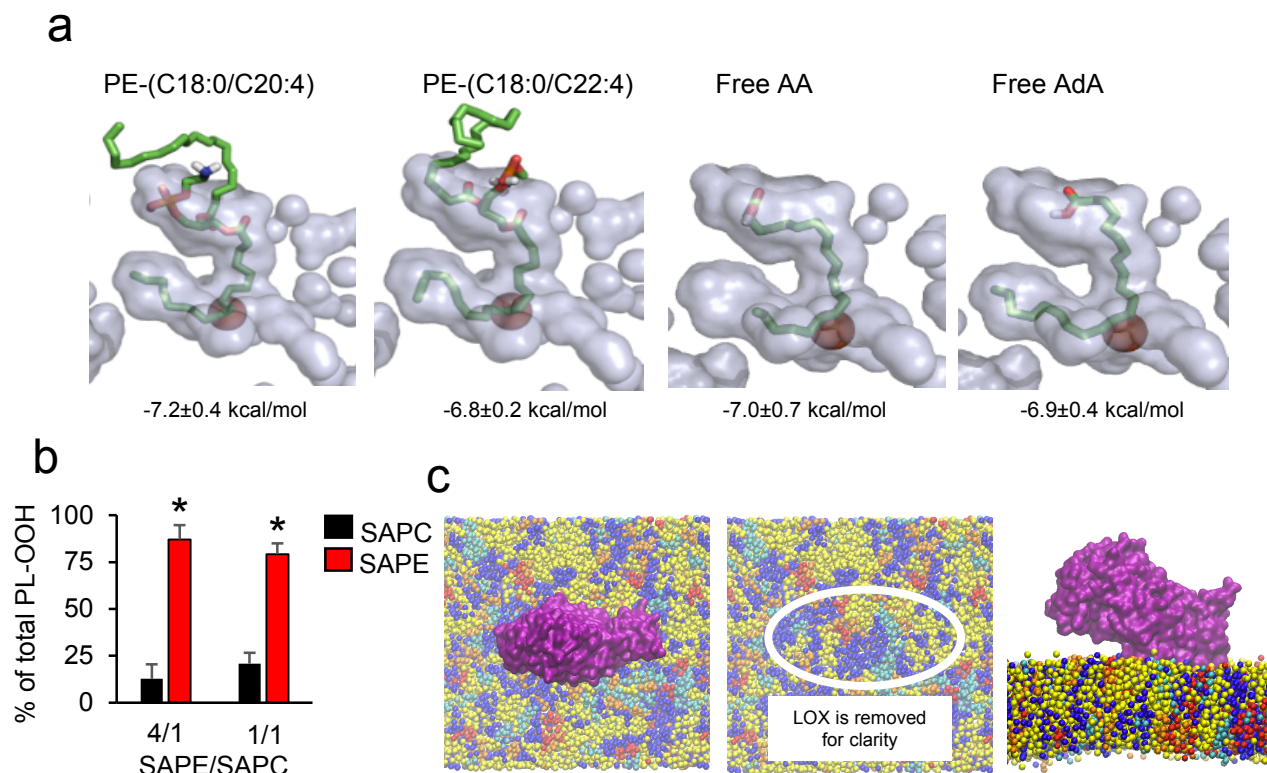 a
PE-(C18:0/C20:4)
PE-(C18:0/C22:4)
Free AA
Free AdA
-7.2±0.4 kcal/mol
-6.8±0.2 kcal/mol
-7.0±0.7 kcal/mol
-6.9±0.4 kcal/mol
b
% of total PL-OOH
100
75
50
25
0
*
*
SAPC
SAPE
4/1
1/1
SAPE/SAPC
c
LOX is removed
for clarity